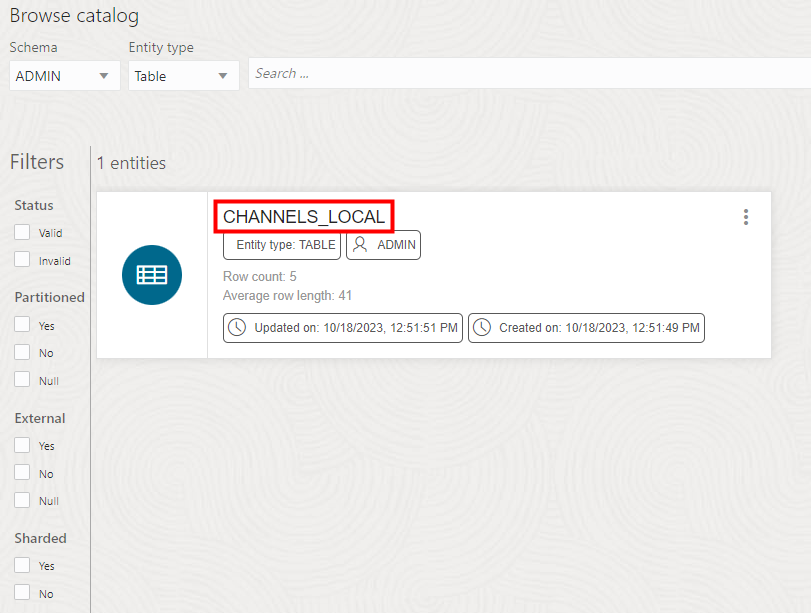 Browse catalog
Schema
Entity type
ADMIN
Table
Search ...
Filters
1 entities
Status
Valid
Invalid
Partitioned
Yes
No
Null
External
Yes
No
Null
Sharded
Yes
No
CHANNELS_LOCAL
Entity type: TABLE
ADMIN
Row count: 5
Average row length: 41
Updated on: 10/18/2023, 12:51:51 PM
Created on: 10/18/2023, 12:51:49 PM